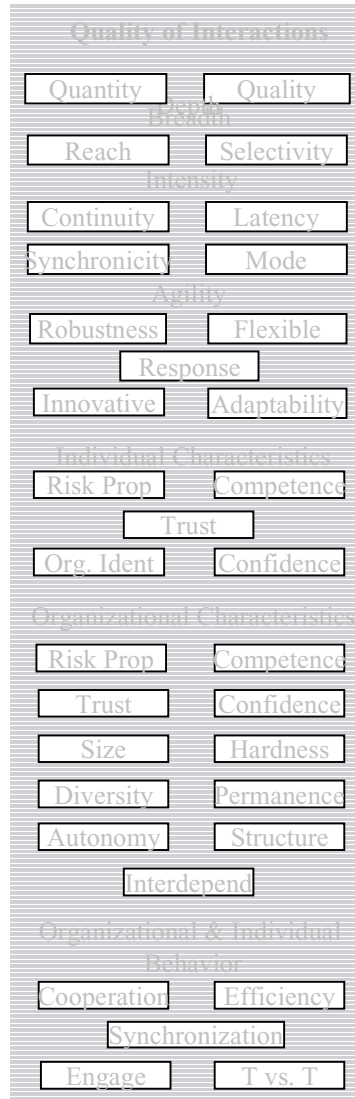 Quality of Interactions
Quantity Quality
Depth
Breadth
Reach Selectivity
Intensity
Continuity Latency
Synchronicity Mode
Agility
Robustness Flexible
Response
Innovative Adaptability
Individual Characteristics
Risk Prop Competence
Trust
Org. Ident Confidence
Organizational Characteristics
Risk Prop Competence
Trust Confidence
Size Hardness
Diversity Permanence
Autonomy Structure
Interdepend
Organizational & Individual
Behavior
Cooperation Efficiency
Synchronization
Engage T vs. T